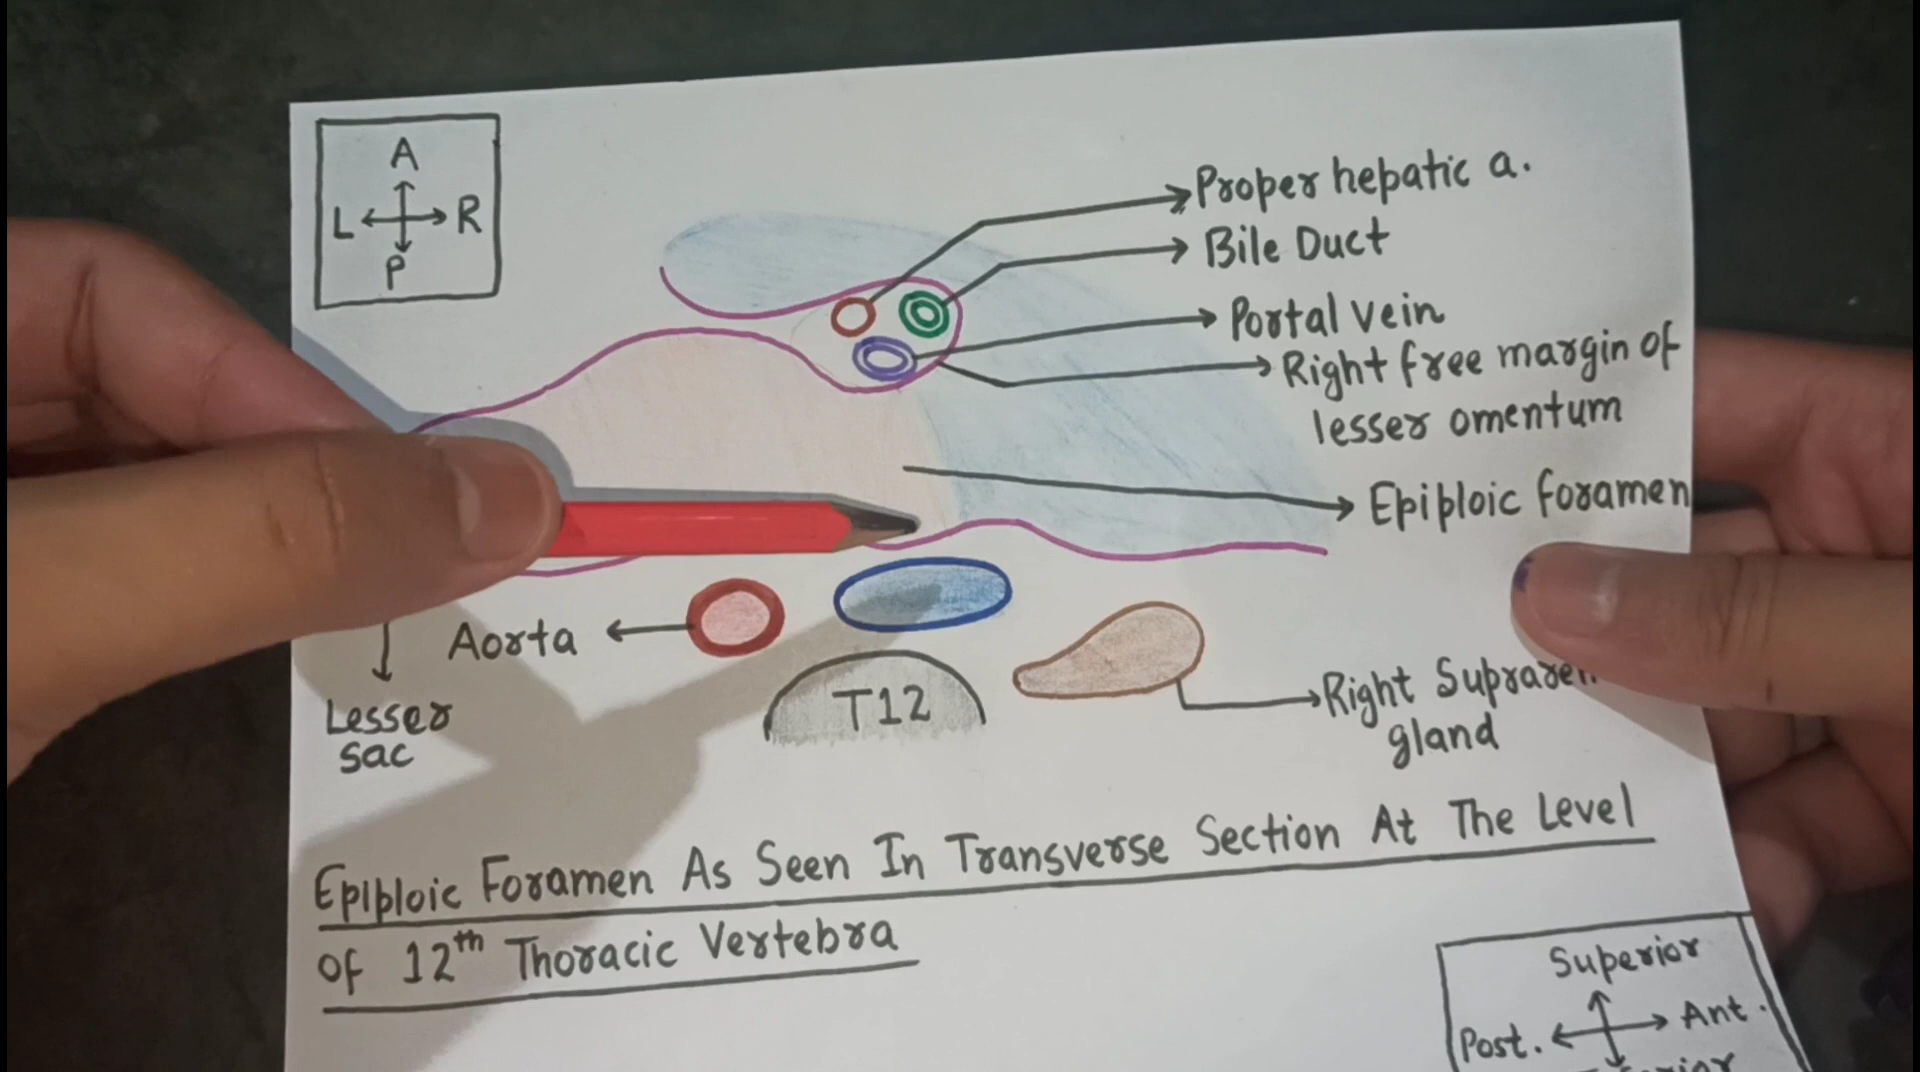 A
L R
P
Proper hepatic a.
Bile Duct
Portal vein
Right free margin of
lesser omentum
Epiploic foramen
Aorta
Lesser
sac
T12
Right
gland
Epiploic Foramen As Seen In Transverse Section At The Level
Of 12th Thoracic Vertebra
Superior
Post. Ant.